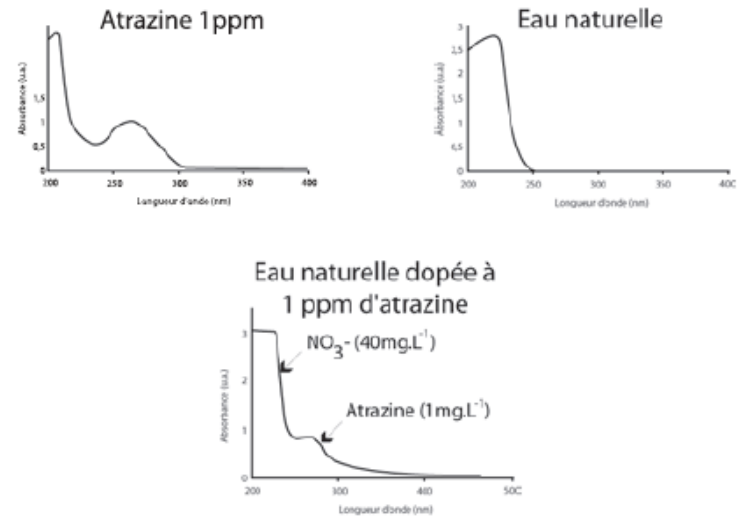 Atrazine 1ppm
Absorbance (u.a.)
1,5
1
0,5
0
200
250
300
350
400
Longueur d'onde (nm)
Eau naturelle
Absorbance (u.a.)
3
2,5
2
1,5
1
0,5
0
200
250
300
350
400
Longueur d'onde (nm)
Eau naturelle dopée à
1 ppm d'atrazine
NO₃- (40mg.L⁻¹)
Atrazine (1mg.L⁻¹)
Absorbance (u.a.)
3
2
1
0
200
300
400
500
Longueur d'onde (nm)